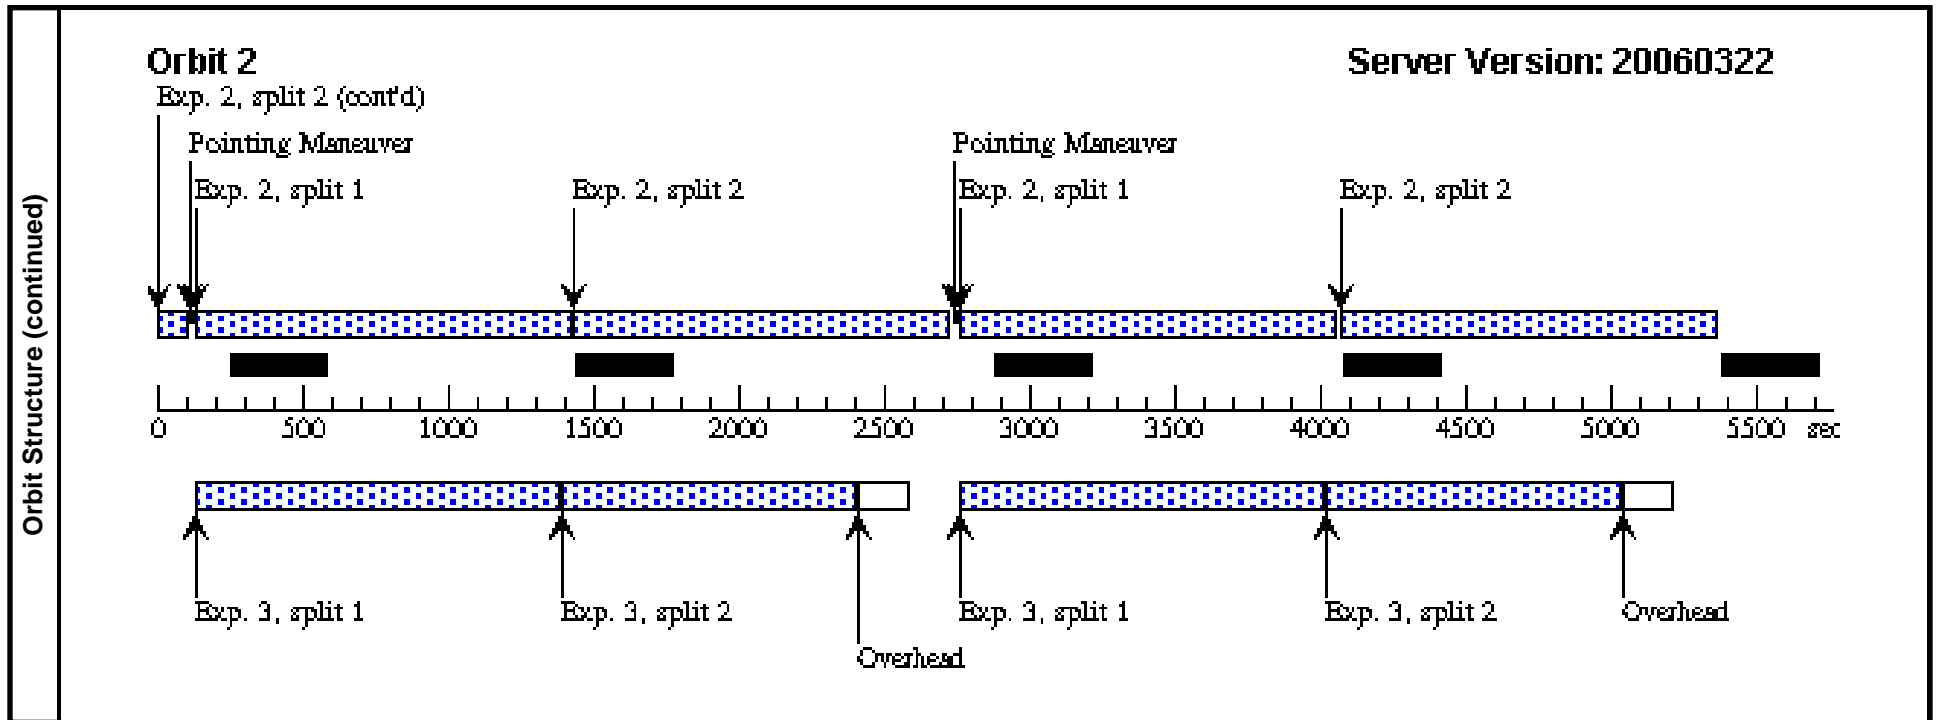 Orbit Structure (continued)
Orbit 2
Server Version: 20060322
Exp. 2, split 2 (cont'd)
Pointing Maneuver
Pointing Maneuver
Exp. 2, split 1
Exp. 2, split 2
Exp. 2, split 1
Exp. 2, split 2
0 500 1000 1500 2000 2500 3000 3500 4000 4500 5000 5500 sec
Exp. 3, split 1
Exp. 3, split 2
Exp. 3, split 1
Exp. 3, split 2
Overhead
Overhead